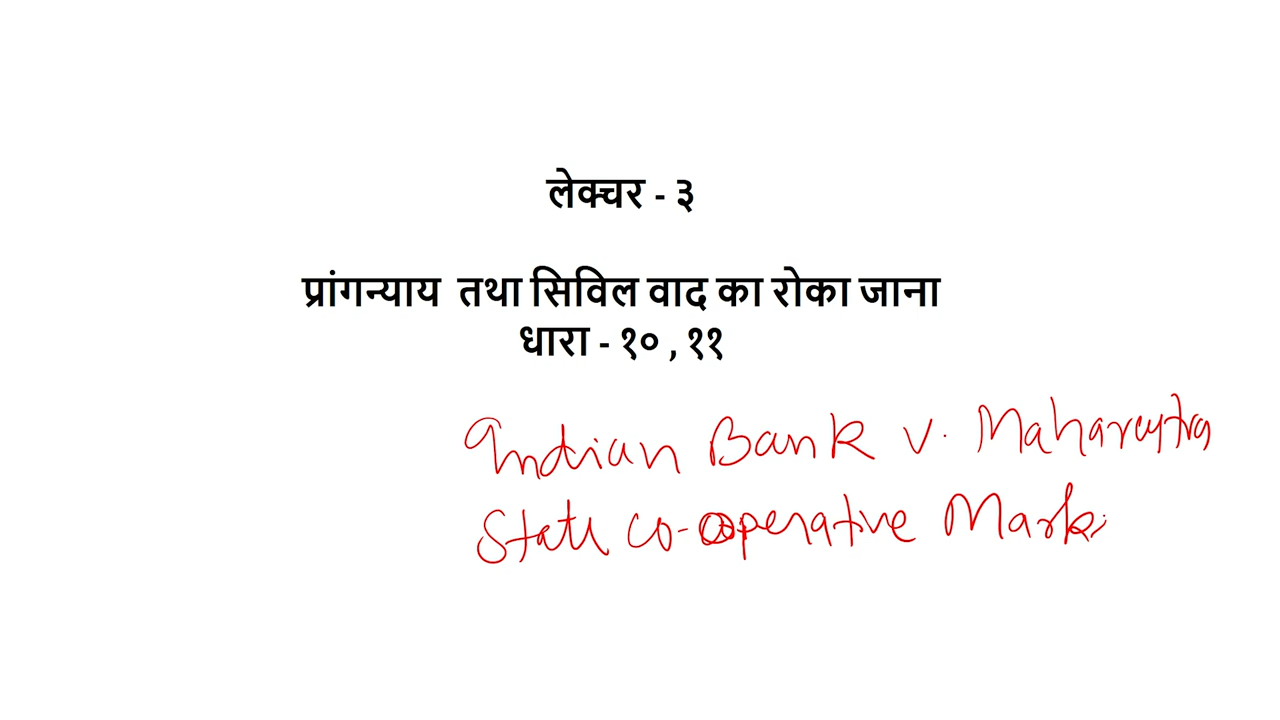 लेक्चर - ३
प्रांगन्याय तथा सिविल वाद का रोका जाना
धारा - १० , ११
Indian Bank v. Maharastra
State co-operative Mark